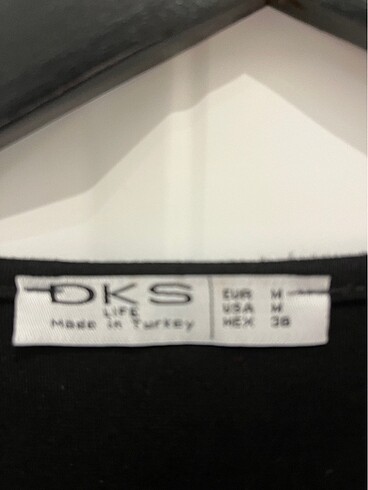 DKS
LIFE
Made in Turkey
EUR M
USA M
MEX 38